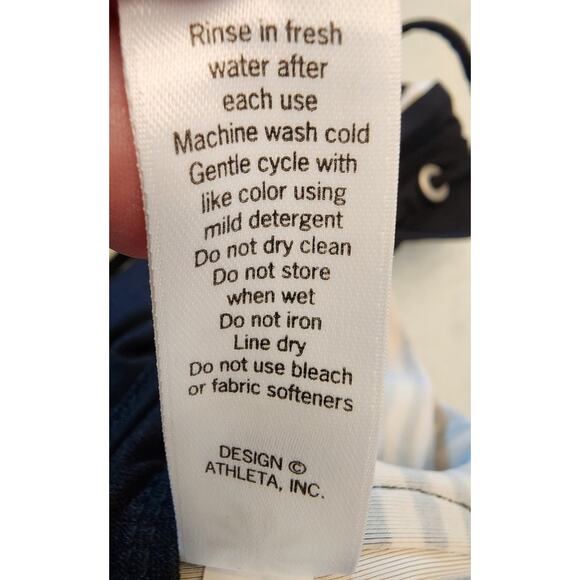 Rinse in fresh
water after
each use
Machine wash cold
Gentle cycle with
like color using
mild detergent
Do not dry clean
Do not store
when wet
Do not iron
Line dry
Do not use bleach
or fabric softeners
DESIGN ©
ATHLETA, INC.